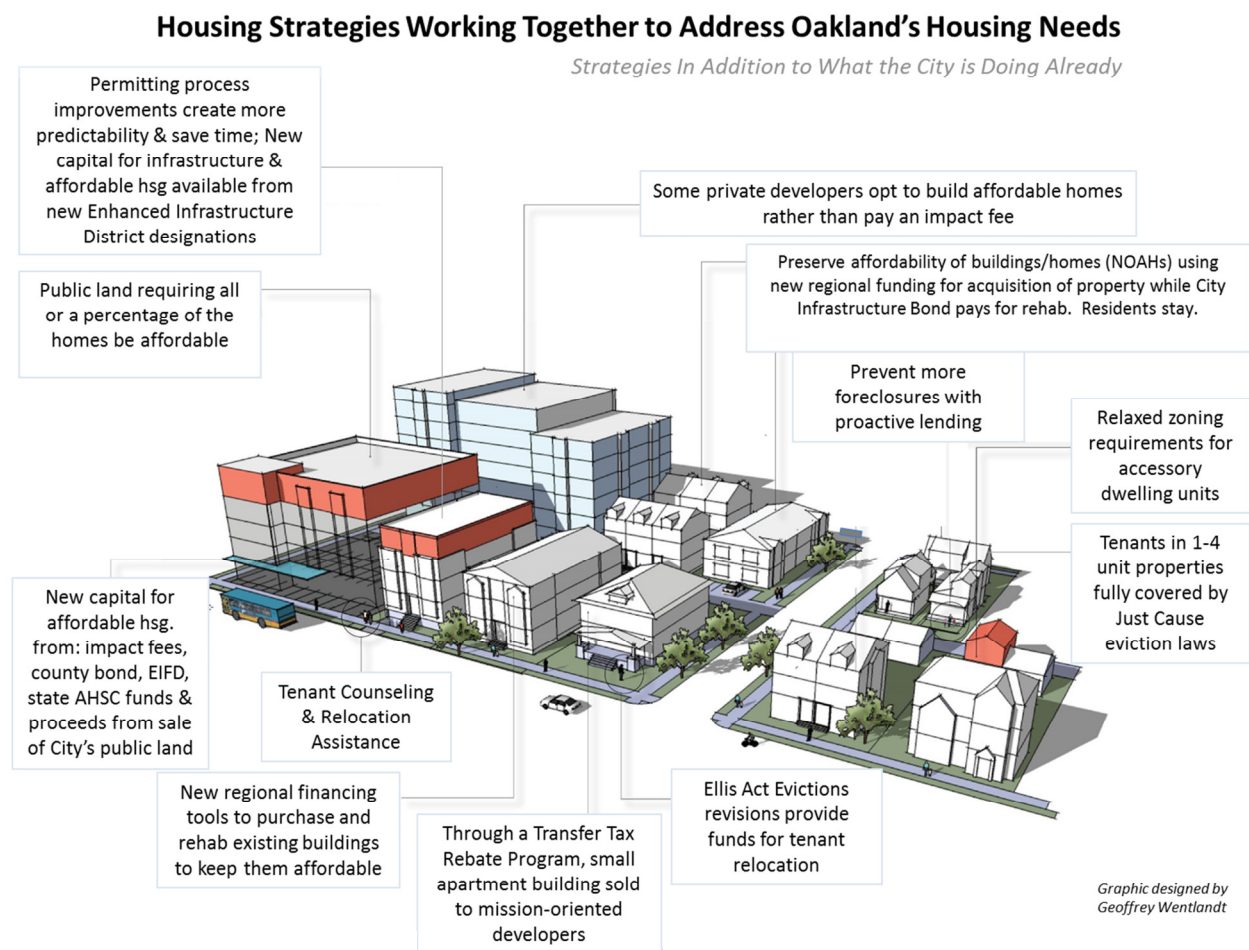 Housing Strategies Working Together to Address Oakland's Housing Needs
Strategies In Addition to What the City is Doing Already
Permitting process
improvements create more
predictability & save time; New
capital for infrastructure &
affordable hsg available from
new Enhanced Infrastructure
District designations
Some private developers opt to build affordable homes
rather than pay an impact fee
Preserve affordability of buildings/homes (NOAHs) using
new regional funding for acquisition of property while City
Infrastructure Bond pays for rehab.  Residents stay.
Public land requiring all
or a percentage of the
homes be affordable
Prevent more
foreclosures with
proactive lending
Relaxed zoning
requirements for
accessory
dwelling units
Tenants in 1-4
unit properties
fully covered by
Just Cause
eviction laws
New capital for
affordable hsg.
from: impact fees,
county bond, EIFD,
state AHSC funds &
proceeds from sale
of City's public land
Tenant Counseling
& Relocation
Assistance
New regional financing
tools to purchase and
rehab existing buildings
to keep them affordable
Through a Transfer Tax
Rebate Program, small
apartment building sold
to mission-oriented
developers
Ellis Act Evictions
revisions provide
funds for tenant
relocation
Graphic designed by
Geoffrey Wentlandt